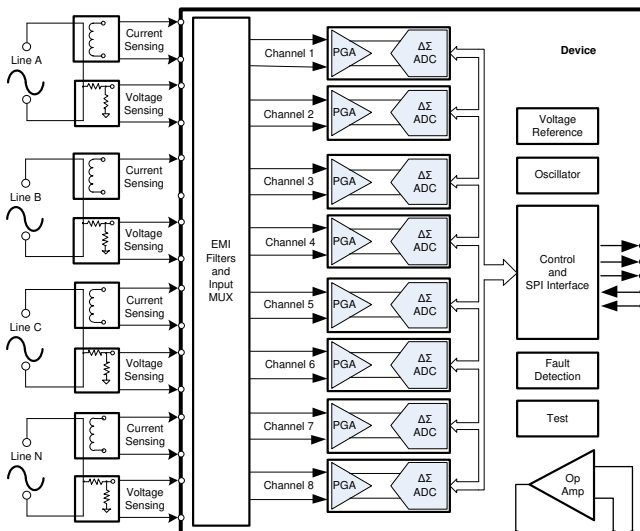 Line A
Current
Sensing
Voltage
Sensing
Line B
Current
Sensing
Voltage
Sensing
Line C
Current
Sensing
Voltage
Sensing
Line N
Current
Sensing
Voltage
Sensing
EMI
Filters
and
Input
MUX
Channel 1
PGA
ΔΣ
ADC
Channel 2
PGA
ΔΣ
ADC
Channel 3
PGA
ΔΣ
ADC
Channel 4
PGA
ΔΣ
ADC
Channel 5
PGA
ΔΣ
ADC
Channel 6
PGA
ΔΣ
ADC
Channel 7
PGA
ΔΣ
ADC
Channel 8
PGA
ΔΣ
ADC
Device
Voltage
Reference
Oscillator
Control
and
SPI Interface
Fault
Detection
Test
Op
Amp